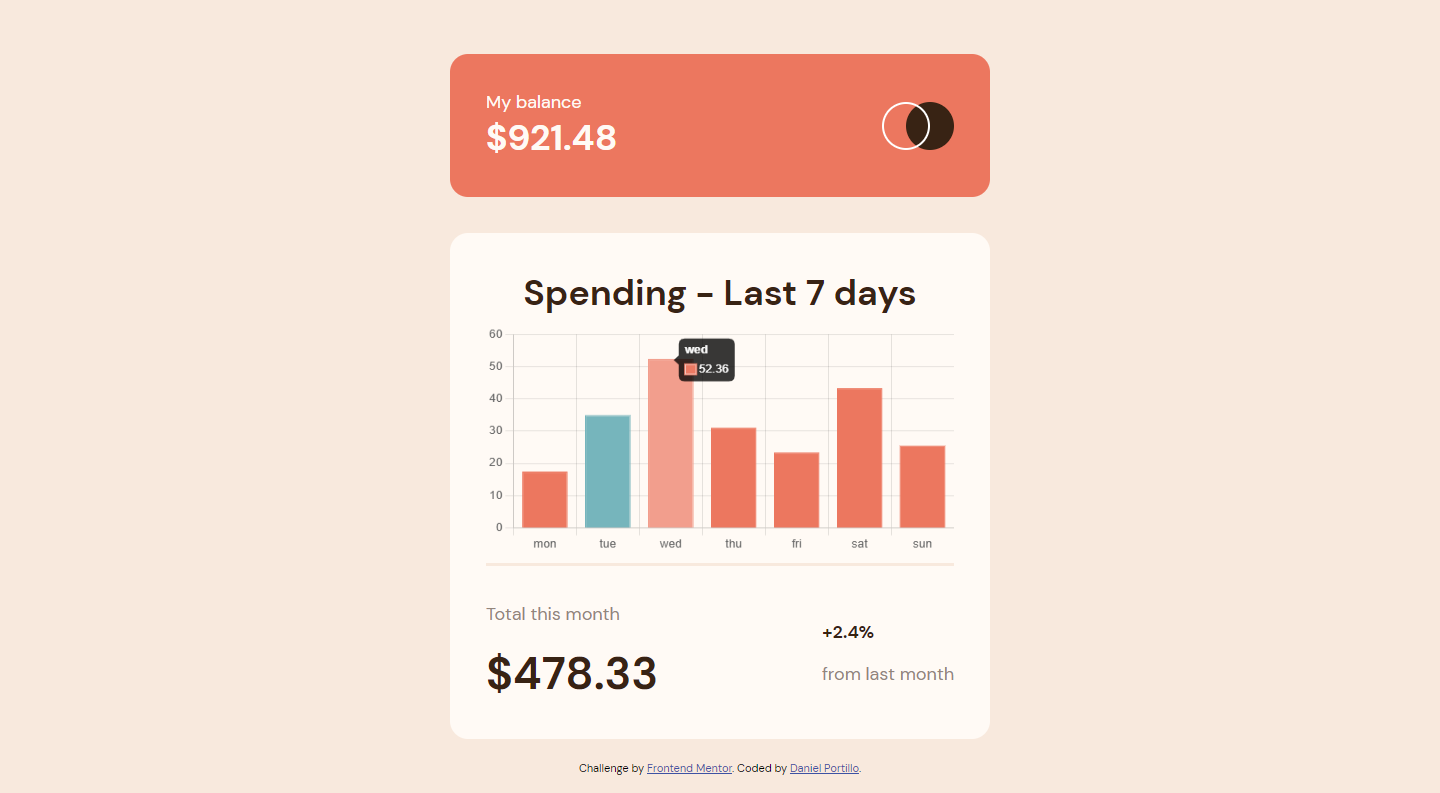 My balance
$921.48
Spending - Last 7 days
60
50
40
30
20
10
0
wed
52.36
mon tue wed thu fri sat sun
Total this month
$478.33
+2.4%
from last month
Challenge by Frontend Mentor. Coded by Daniel Portillo.